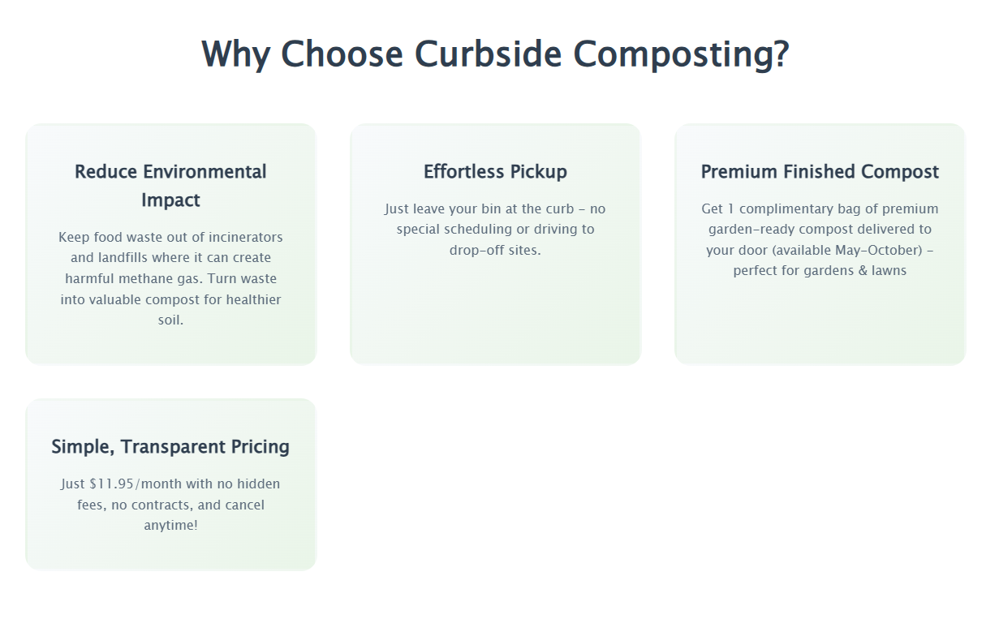 Why Choose Curbside Composting?
Reduce Environmental
Impact
Keep food waste out of incinerators
and landfills where it can create
harmful methane gas. Turn waste
into valuable compost for healthier
soil.
Effortless Pickup
Just leave your bin at the curb – no
special scheduling or driving to
drop-off sites.
Premium Finished Compost
Get 1 complimentary bag of premium
garden-ready compost delivered to
your door (available May-October) –
perfect for gardens & lawns
Simple, Transparent Pricing
Just $11.95/month with no hidden
fees, no contracts, and cancel
anytime!